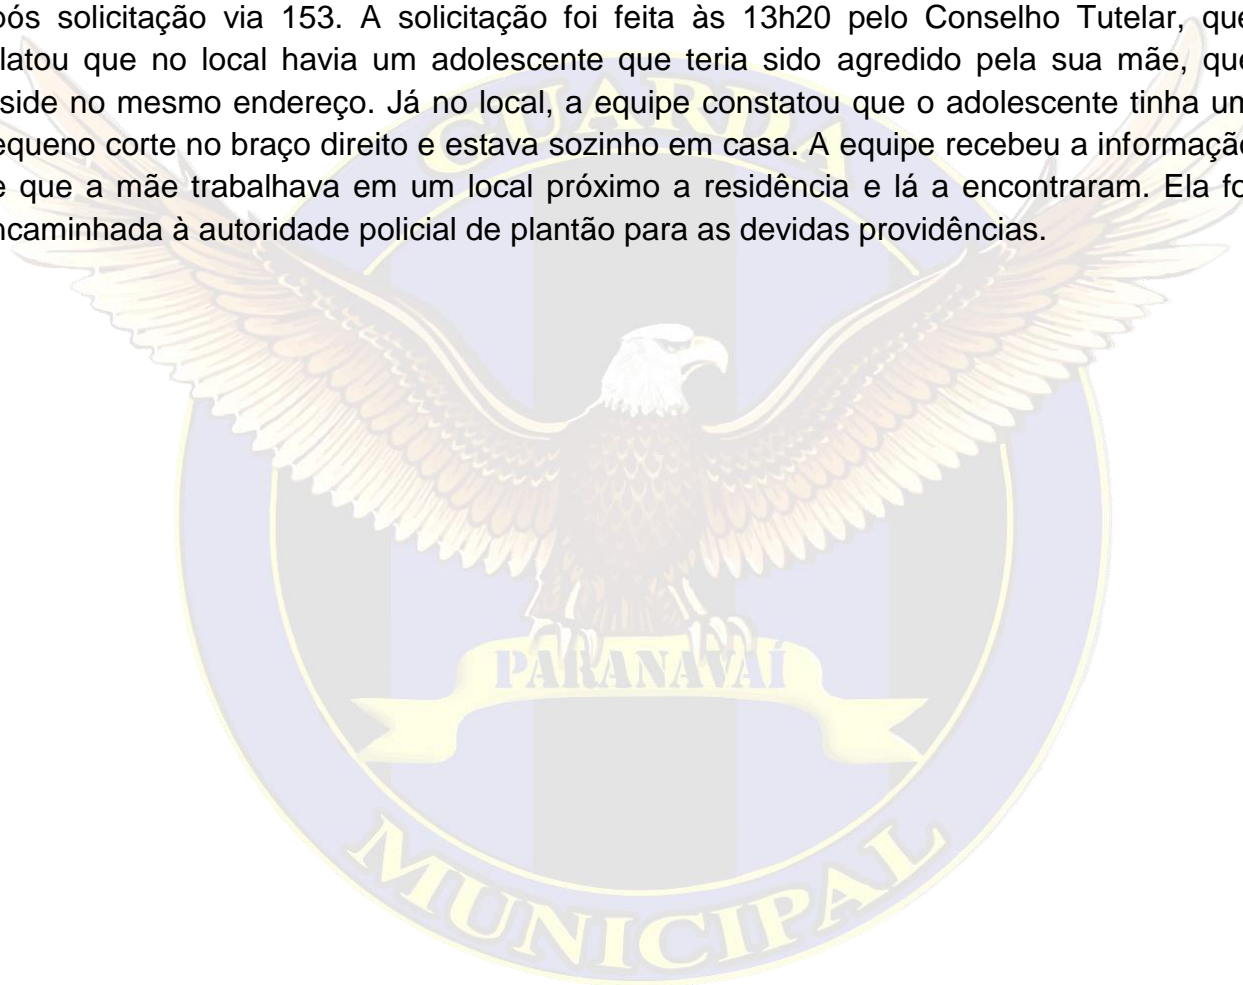 pós solicitação via 153. A solicitação foi feita às 13h20 pelo Conselho Tutelar, que
latou que no local havia um adolescente que teria sido agredido pela sua mãe, que
side no mesmo endereço. Já no local, a equipe constatou que o adolescente tinha um
equeno corte no braço direito e estava sozinho em casa. A equipe recebeu a informação
e que a mãe trabalhava em um local próximo a residência e lá a encontraram. Ela fo
ncaminhada à autoridade policial de plantão para as devidas providências.
GUARDA
PARANAVAÍ
MUNICIPAL